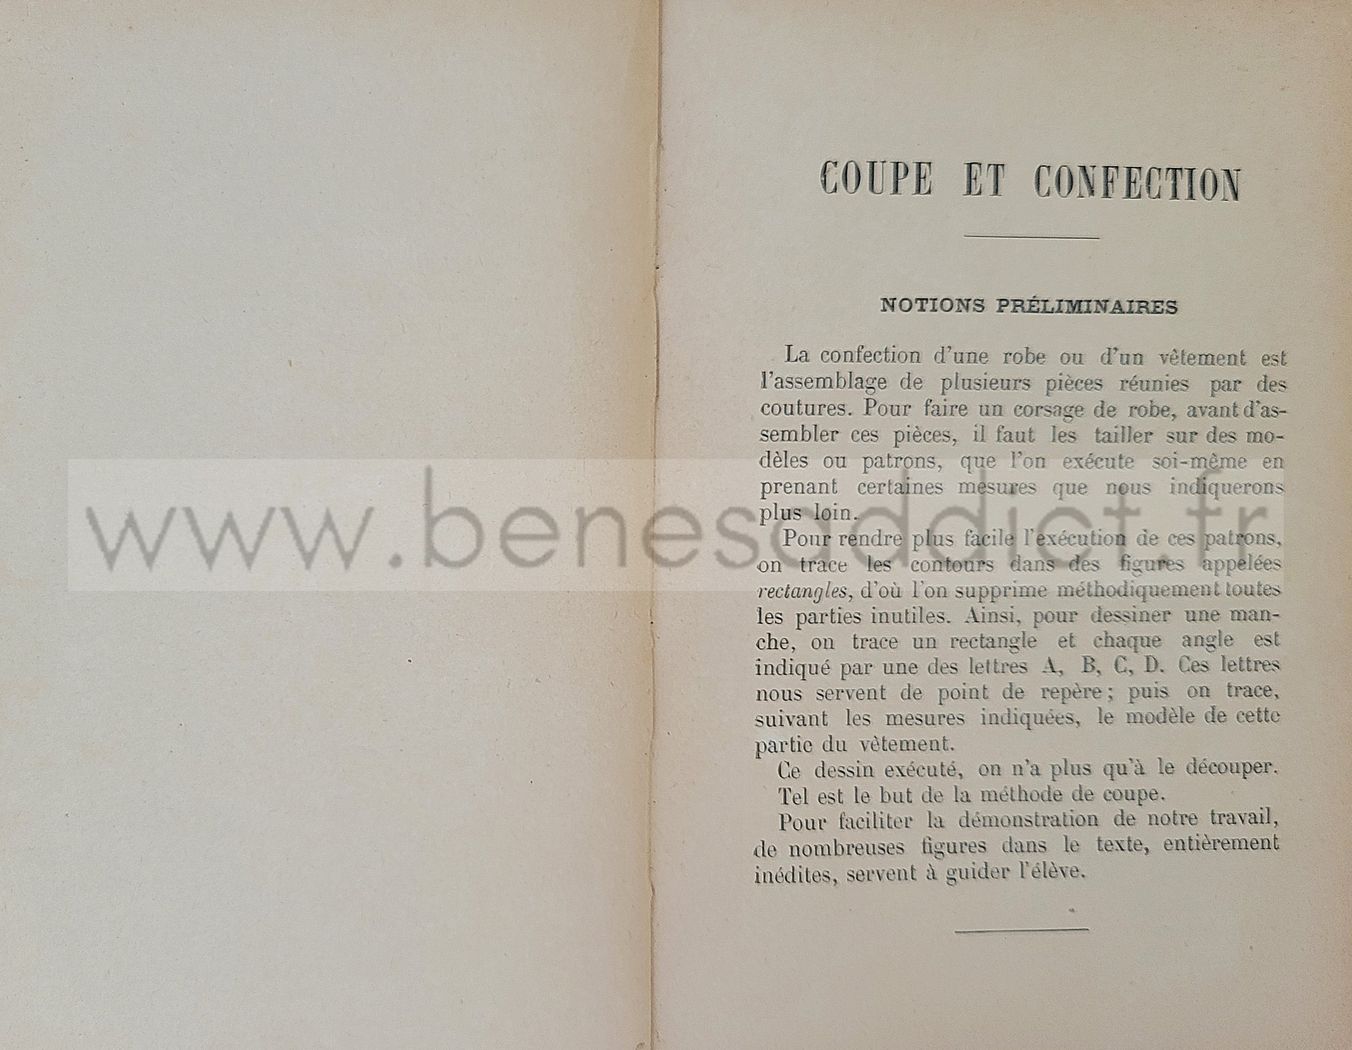 COUPE ET CONFECTION
NOTIONS PRÉLIMINAIRES
La confection d'une robe ou d'un vêtement est
l'assemblage de plusieurs pièces réunies par des
coutures. Pour faire un corsage de robe, avant d'as-
sembler ces pièces, il faut les tailler sur des mo-
dèles ou patrons, que l'on exécute soi-même en
prenant certaines mesures que nous indiquerons
plus loin.
www.benesaddict.fr
Pour rendre plus facile l'exécution de ces patrons,
on trace les contours dans des figures appelées
rectangles, d'où l'on supprime méthodiquement toutes
les parties inutiles. Ainsi, pour dessiner une man-
che, on trace un rectangle et chaque angle est
indiqué par une des lettres A, B, C, D. Ces lettres
nous servent de point de repère ; puis on trace,
suivant les mesures indiquées, le modèle de cette
partie du vêtement.
Ce dessin exécuté, on n'a plus qu'à le découper.
Tel est le but de la méthode de coupe.
Pour faciliter la démonstration de notre travail,
de nombreuses figures dans le texte, entièrement
inédites, servent à guider l'élève.